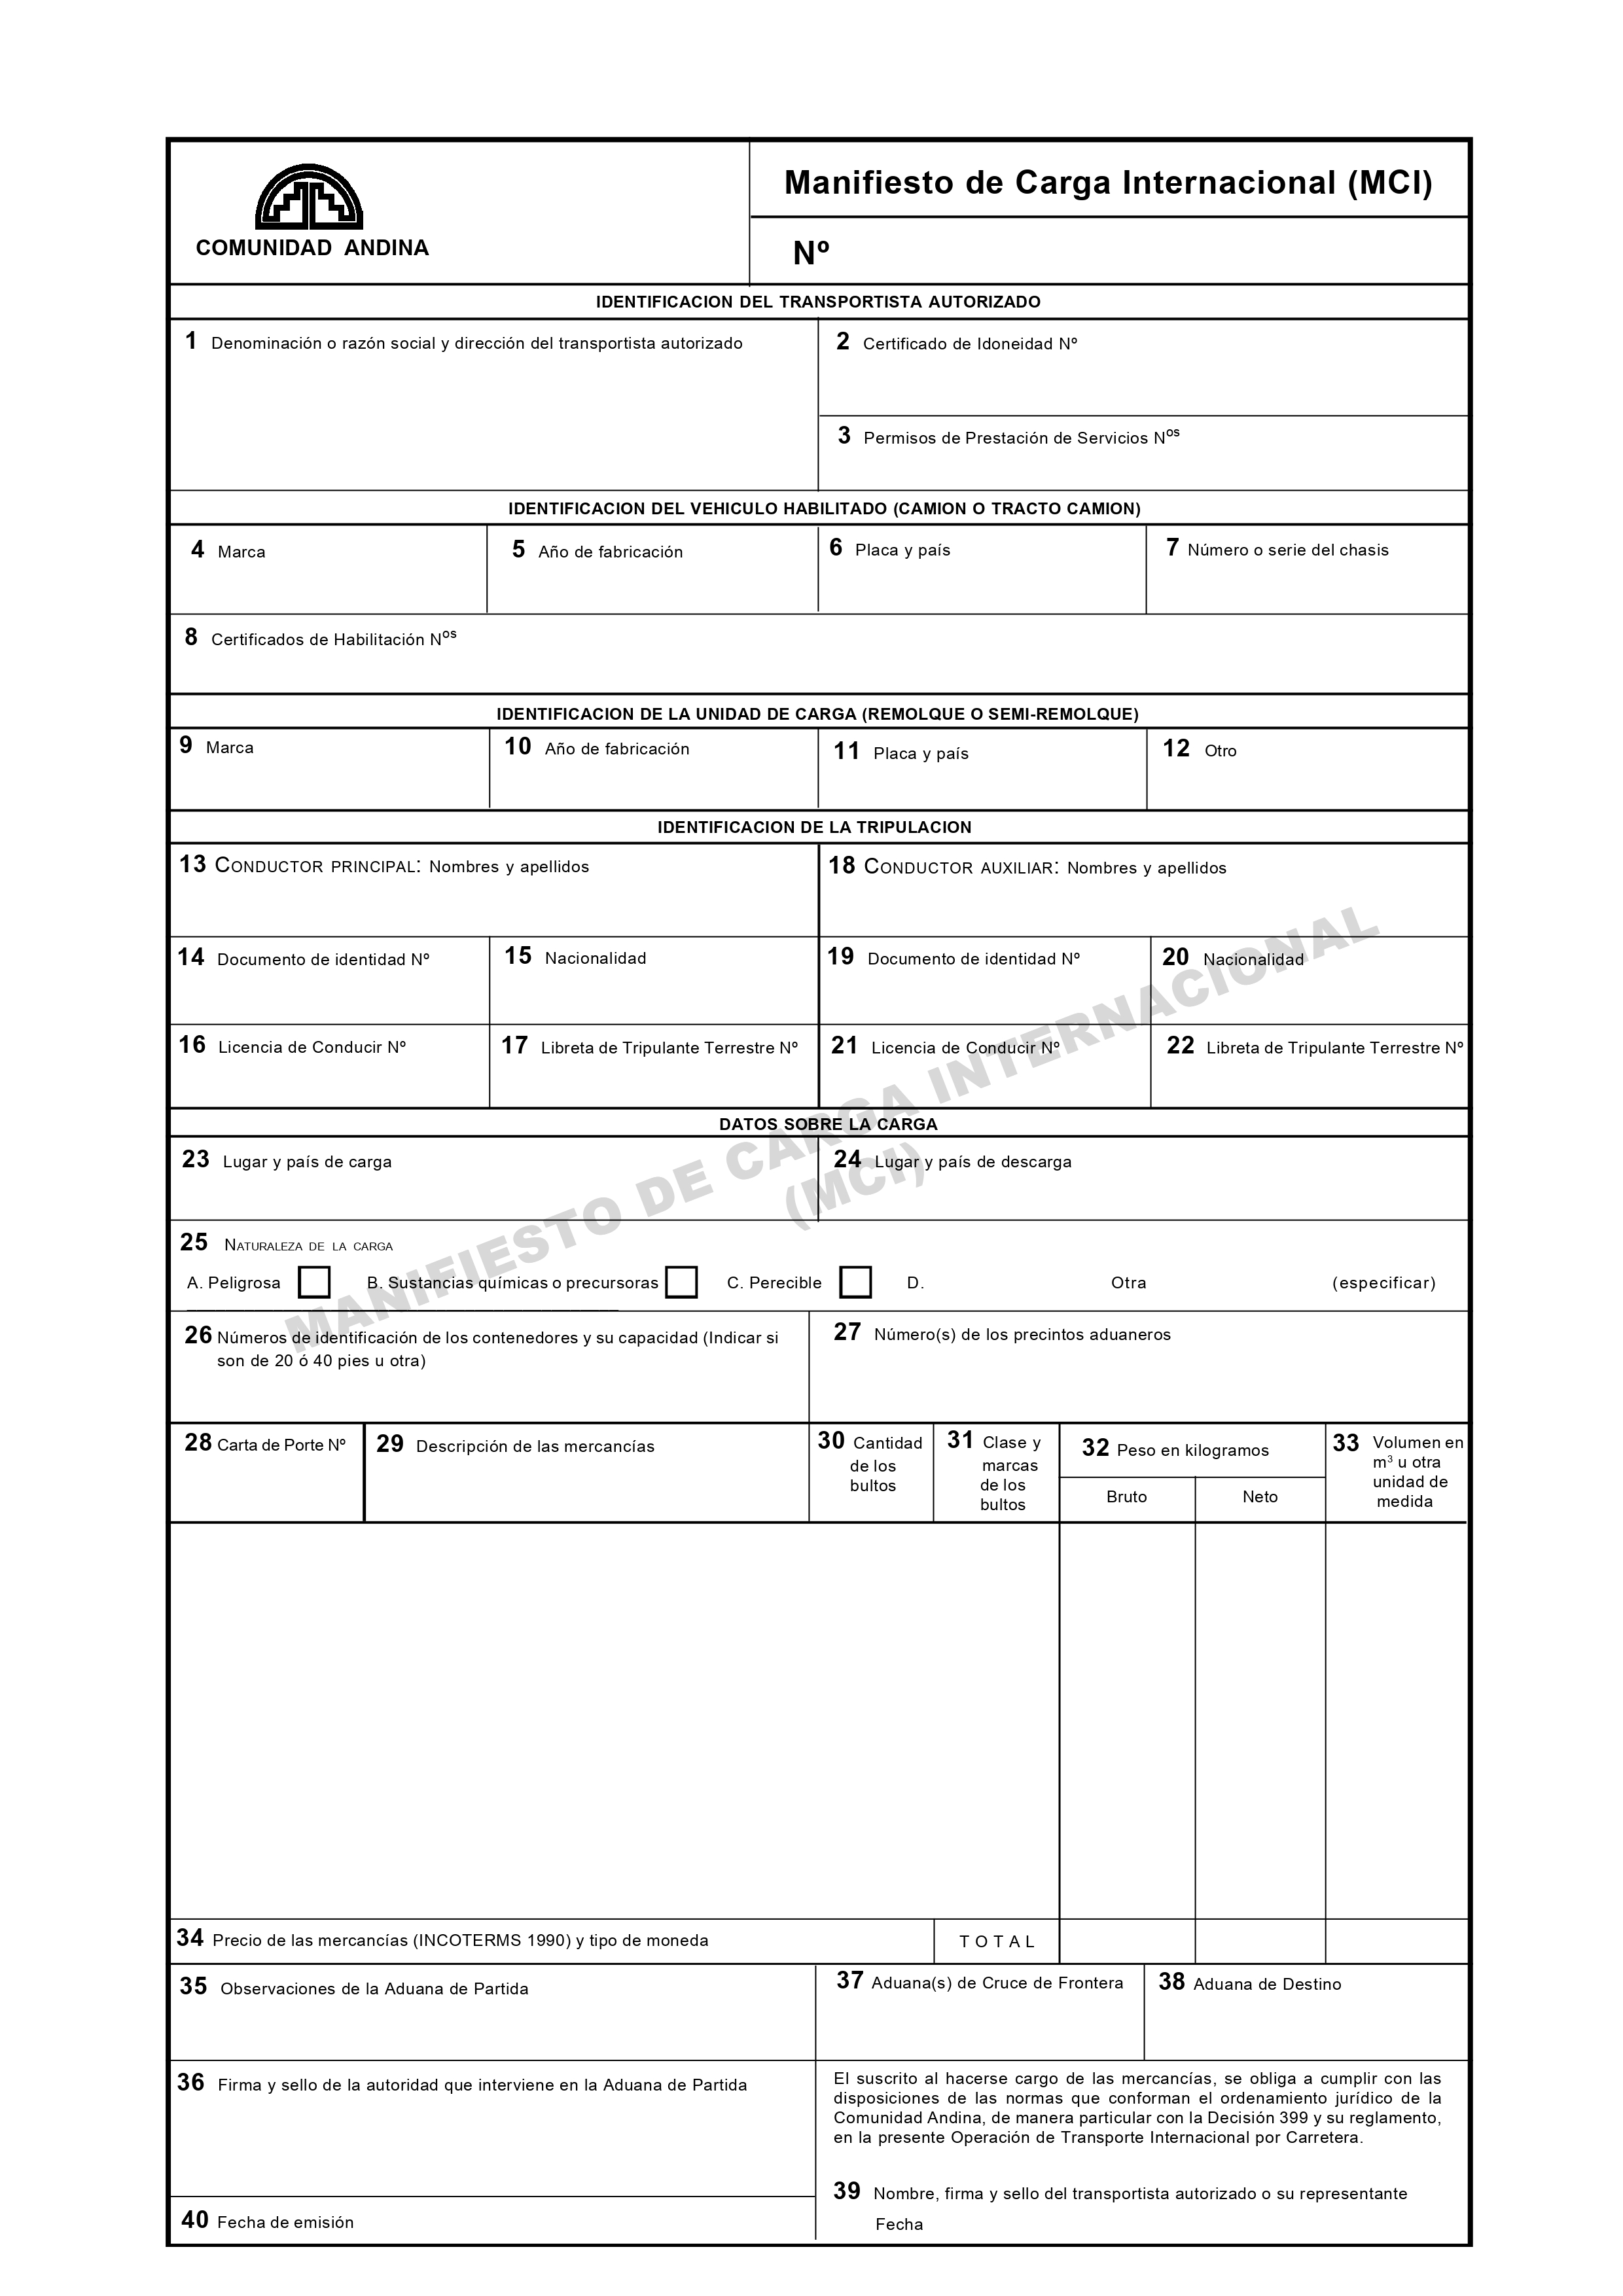 COMUNIDAD ANDINA
Manifiesto de Carga Internacional (MCI)
Nº
IDENTIFICACION DEL TRANSPORTISTA AUTORIZADO
1 Denominación o razón social y dirección del transportista autorizado
2 Certificado de Idoneidad Nº
3 Permisos de Prestación de Servicios Nos
IDENTIFICACION DEL VEHICULO HABILITADO (CAMION O TRACTO CAMION)
4 Marca
5 Año de fabricación
6 Placa y país
7 Número o serie del chasis
8 Certificados de Habilitación Nos
IDENTIFICACION DE LA UNIDAD DE CARGA (REMOLQUE O SEMI-REMOLQUE)
9 Marca
10 Año de fabricación
11 Placa y país
12 Otro
IDENTIFICACION DE LA TRIPULACION
13 CONDUCTOR PRINCIPAL: Nombres y apellidos
18 CONDUCTOR AUXILIAR: Nombres y apellidos
14 Documento de identidad Nº
15 Nacionalidad
19 Documento de identidad Nº
20 Nacionalidad
16 Licencia de Conducir Nº
17 Libreta de Tripulante Terrestre Nº
21 Licencia de Conducir Nº
22 Libreta de Tripulante Terrestre Nº
DATOS SOBRE LA CARGA
23 Lugar y país de carga
24 Lugar y país de descarga
MANIFIESTO DE CARGA INTERNACIONAL
(MCI)
25 NATURALEZA DE LA CARGA
A. Peligrosa B. Sustancias químicas o precursoras C. Perecible D. Otra (especificar)
26 Números de identificación de los contenedores y su capacidad (Indicar si
son de 20 ó 40 pies u otra)
27 Número(s) de los precintos aduaneros
28 Carta de Porte Nº
29 Descripción de las mercancías
30 Cantidad
de los
bultos
31 Clase y
marcas
de los
bultos
32 Peso en kilogramos
Bruto
Neto
33 Volumen en
m³ u otra
unidad de
medida
34 Precio de las mercancías (INCOTERMS 1990) y tipo de moneda
TOTAL
35 Observaciones de la Aduana de Partida
37 Aduana(s) de Cruce de Frontera
38 Aduana de Destino
36 Firma y sello de la autoridad que interviene en la Aduana de Partida
El suscrito al hacerse cargo de las mercancías, se obliga a cumplir con las
disposiciones de las normas que conforman el ordenamiento jurídico de la
Comunidad Andina, de manera particular con la Decisión 399 y su reglamento,
en la presente Operación de Transporte Internacional por Carretera.
39 Nombre, firma y sello del transportista autorizado o su representante
Fecha
40 Fecha de emisión